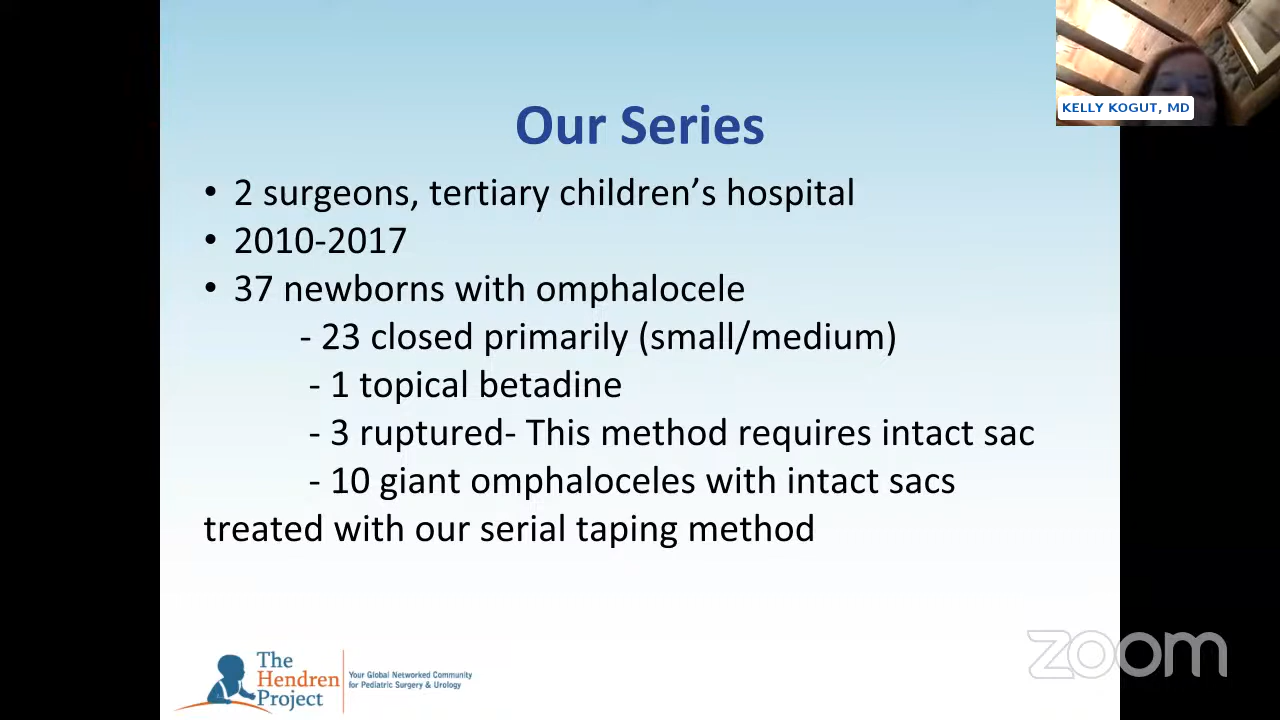 KELLY KOGUT, MD
Our Series
• 2 surgeons, tertiary children’s hospital
• 2010-2017
• 37 newborns with omphalocele
- 23 closed primarily (small/medium)
- 1 topical betadine
- 3 ruptured- This method requires intact sac
- 10 giant omphaloceles with intact sacs
treated with our serial taping method
The
Hendren
Project
Your Global Networked Community
for Pediatric Surgery & Urology
zoom